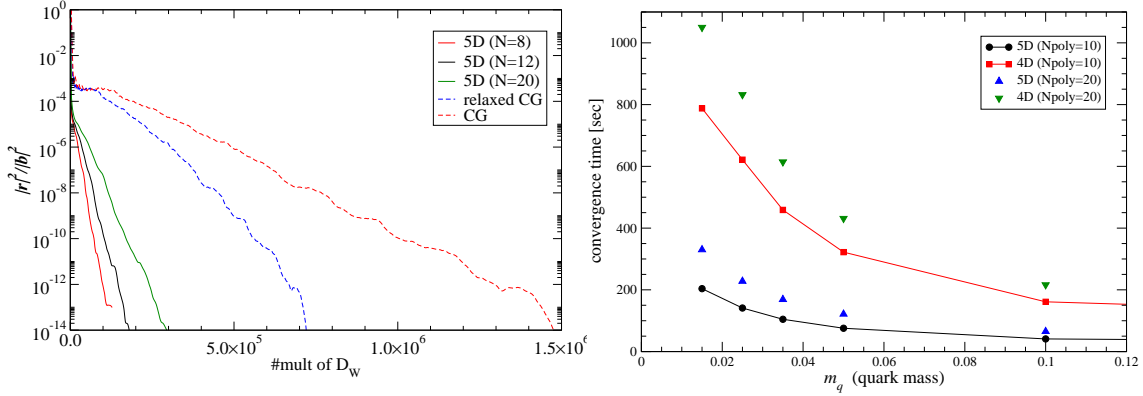 10^0
10^-2
10^-4
10^-6
10^-8
10^-10
10^-12
10^-14
|r|^2/|b|^2
0.0
5.0×10^5
1.0×10^6
1.5×10^6
#mult of D_W
5D (N=8)
5D (N=12)
5D (N=20)
relaxed CG
CG
1000
800
600
400
200
0
convergence time [sec]
0
0.02
0.04
0.06
0.08
0.1
0.12
m_q (quark mass)
5D (Npoly=10)
4D (Npoly=10)
5D (Npoly=20)
4D (Npoly=20)